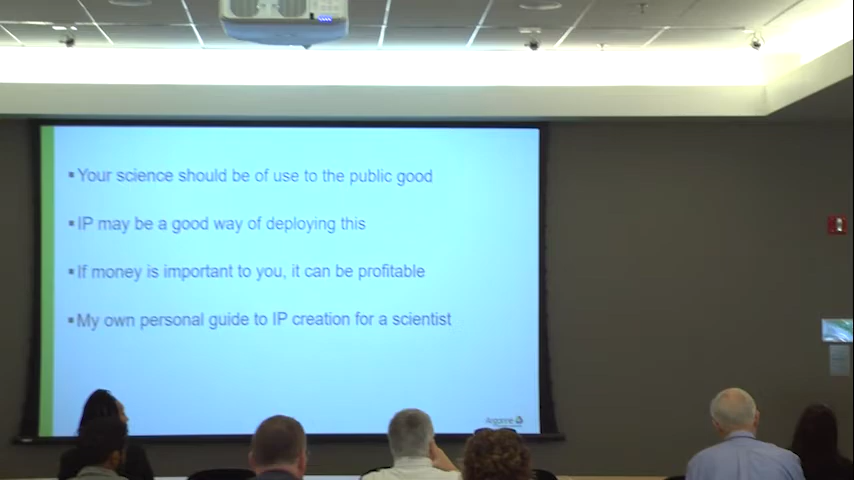 ▪Your science should be of use to the public good
▪IP may be a good way of deploying this
▪If money is important to you, it can be profitable
▪My own personal guide to IP creation for a scientist
Argonne